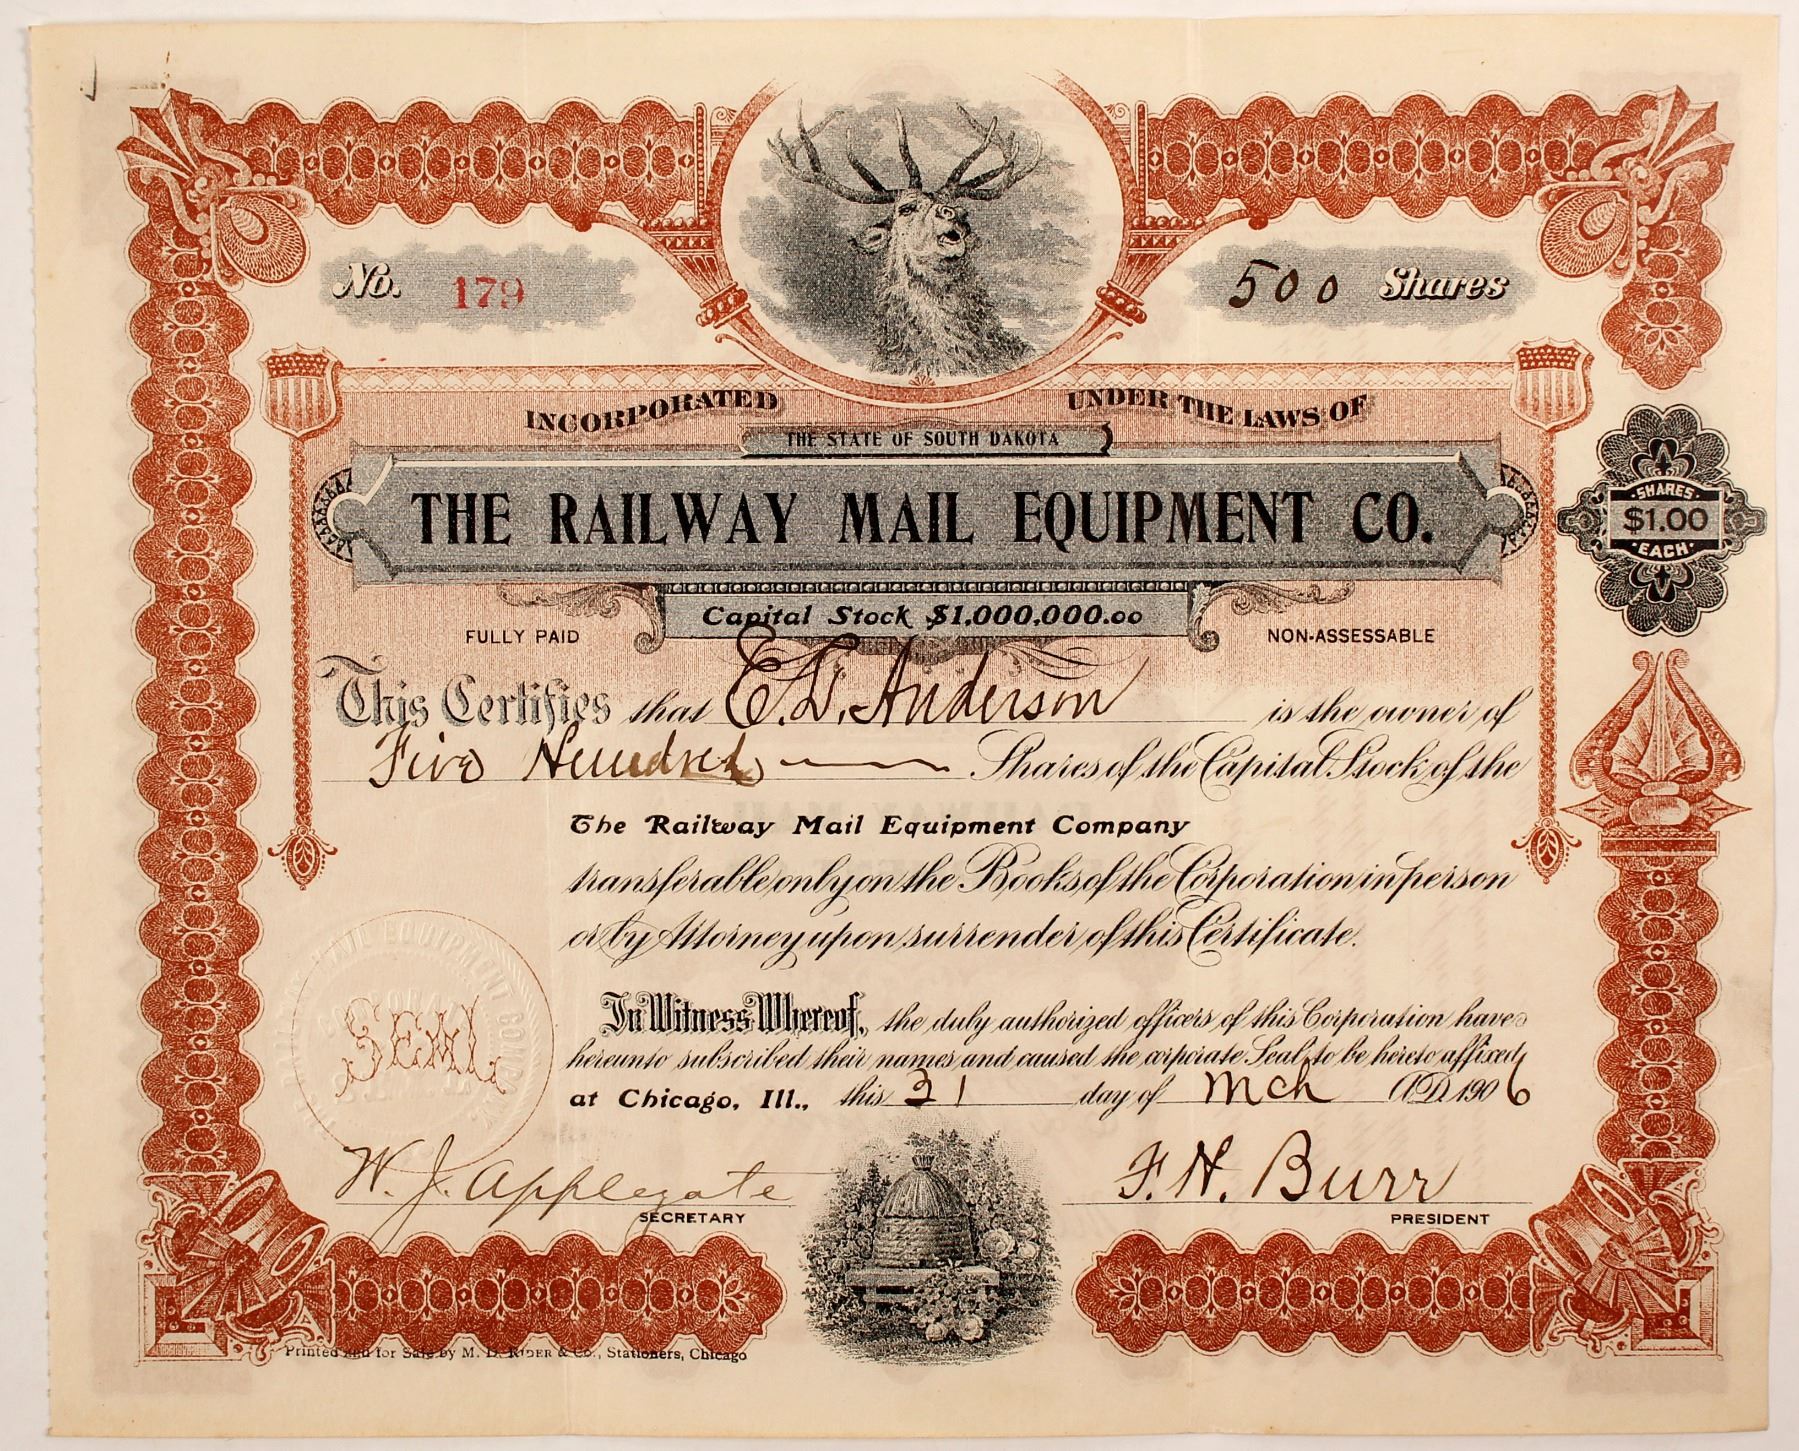 No. 179
500 Shares
INCORPORATED UNDER THE LAWS OF
THE STATE OF SOUTH DAKOTA
THE RAILWAY MAIL EQUIPMENT CO.
SHARES
$1.00
EACH
Capital Stock $1,000,000.00
FULLY PAID
NON-ASSESSABLE
This Certifies that E. D. Anderson is the owner of
Five Hundred Shares of the Capital Stock of the
The Railway Mail Equipment Company
transferable only on the Books of the Corporation in person
or by Attorney upon surrender of this Certificate.
In Witness Whereof, the duly authorized officers of this Corporation have
hereunto subscribed their names and caused the corporate Seal to be hereto affixed
at Chicago, Ill., this 31 day of Mch A.D. 1906
SEAL
MAIL EQUIPMENT
W. J. Applegate
SECRETARY
F. H. Burr
PRESIDENT
Printed and for Sale by M. D. RIDER & Co., Stationers, Chicago